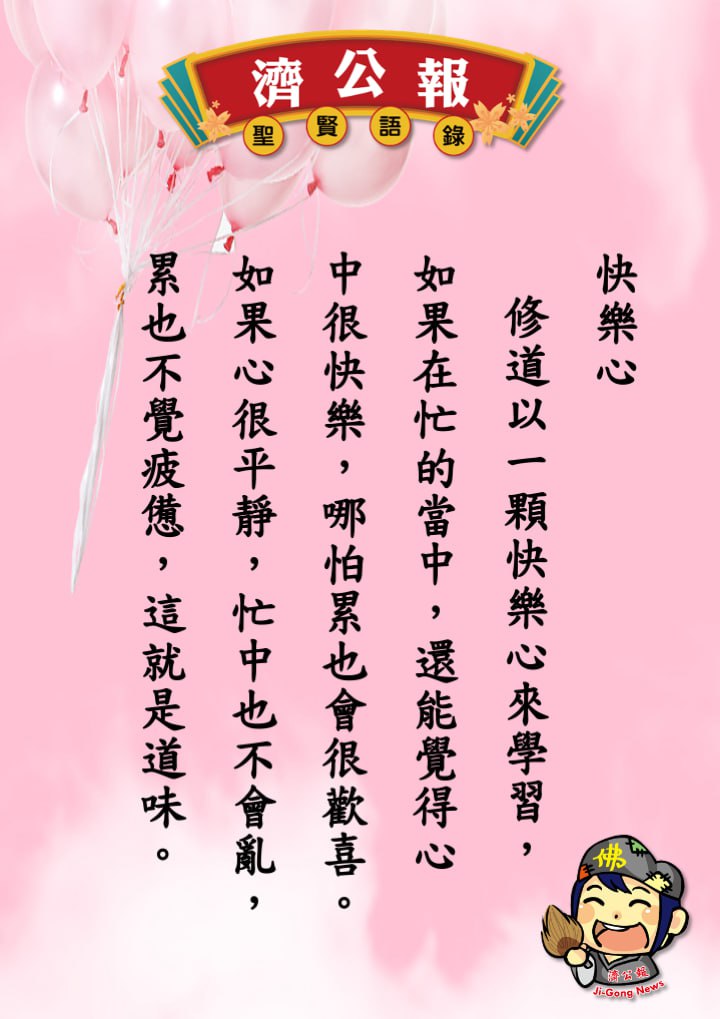 濟公報
聖賢語錄
快樂心
修道以一顆快樂心來學習，
如果在忙的當中，還能覺得心
中很快樂，哪怕累也會很歡喜。
如果心很平靜，忙中也不會亂，
累也不覺疲憊，這就是道味。
佛
濟公報
Ji-Gong News